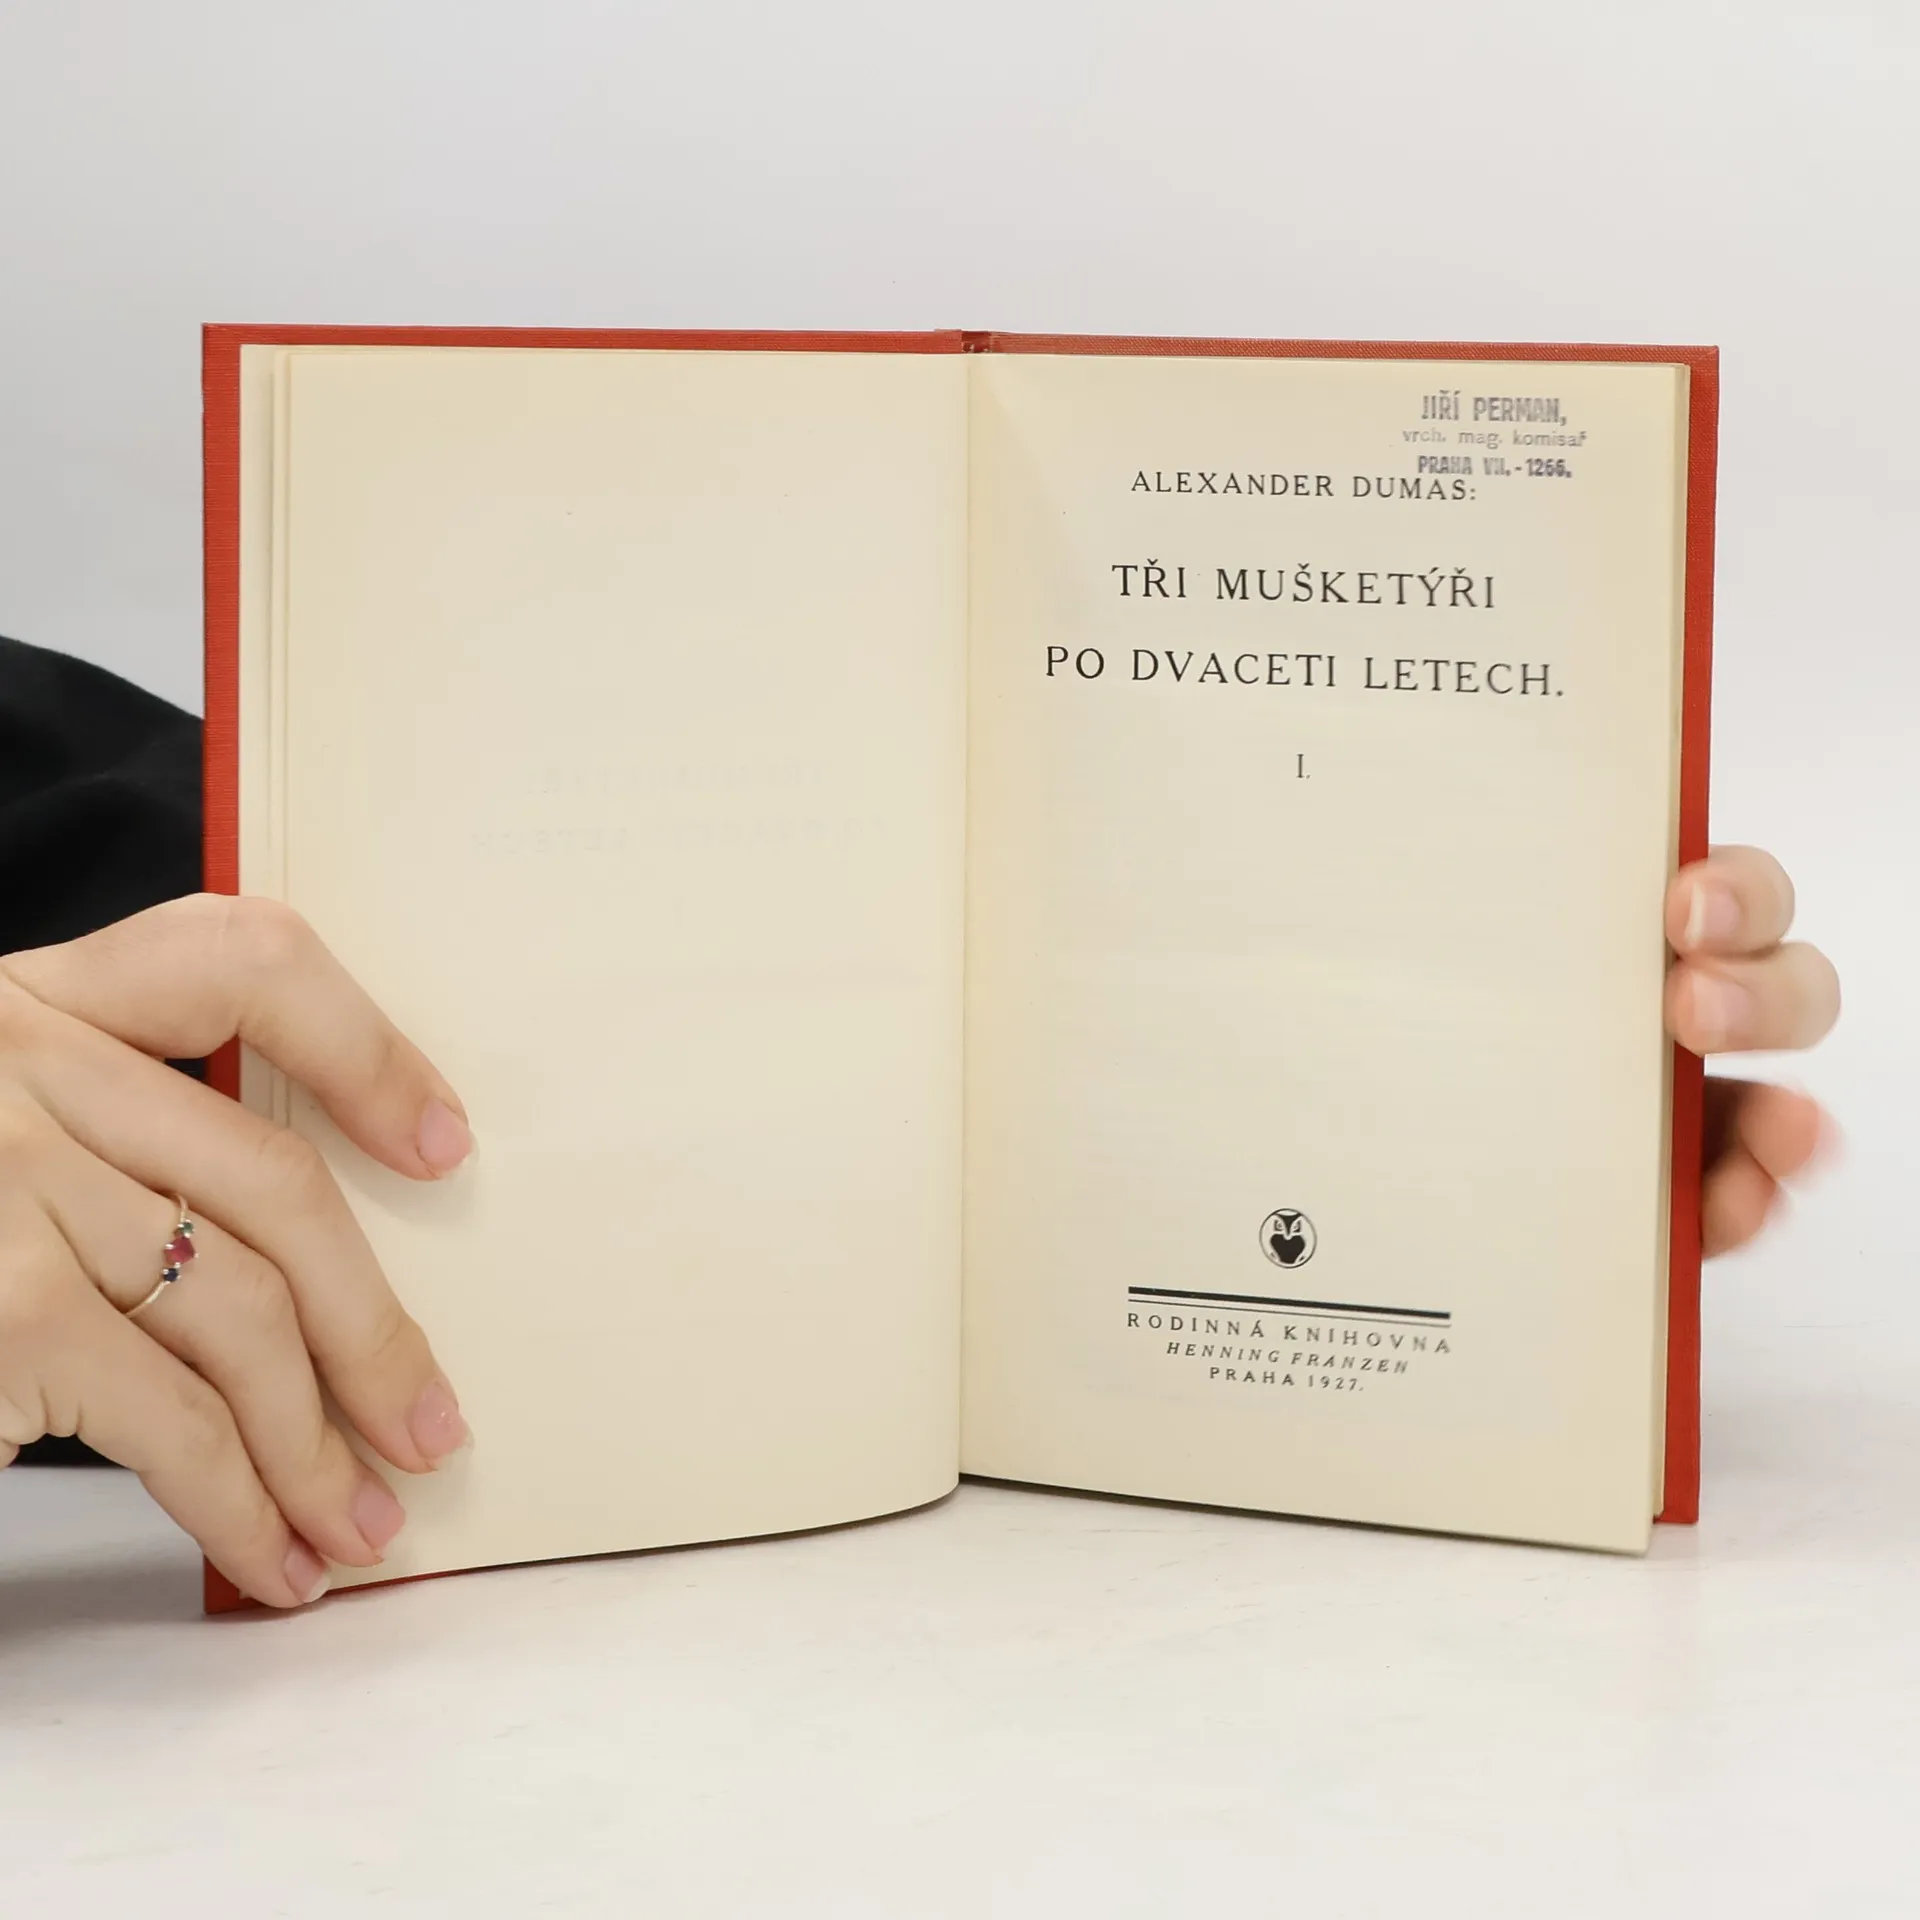 JIŘÍ PERMAN,
vrch. mag. komisař
PRAHA VII.-1266.
ALEXANDER DUMAS:
TŘI MUŠKETÝŘI
PO DVACETI LETECH.
I.
RODINNÁ KNIHOVNA
HENNING FRANZEN
PRAHA 1927.